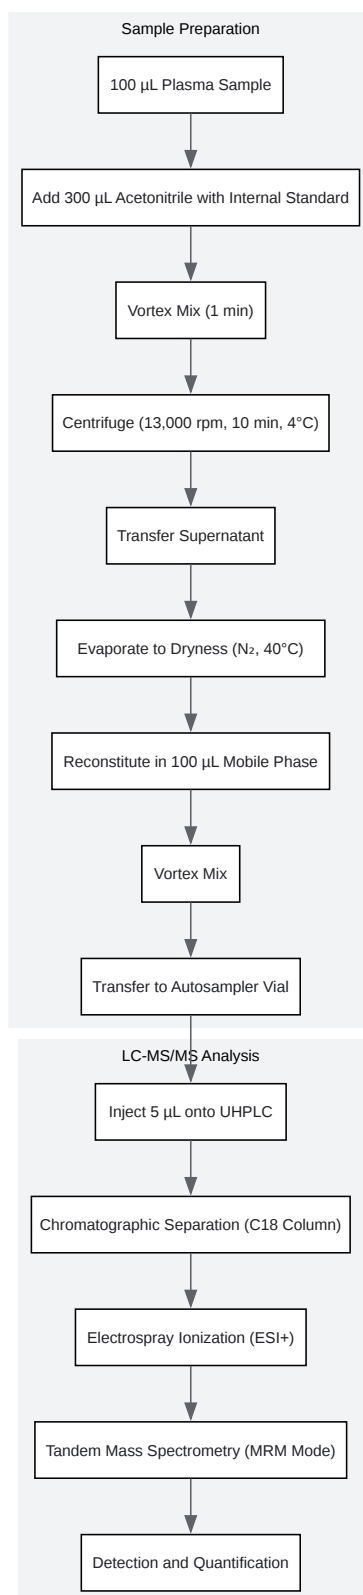 Sample Preparation
100 µL Plasma Sample
Add 300 µL Acetonitrile with Internal Standard
Vortex Mix (1 min)
Centrifuge (13,000 rpm, 10 min, 4°C)
Transfer Supernatant
Evaporate to Dryness (N₂, 40°C)
Reconstitute in 100 µL Mobile Phase
Vortex Mix
Transfer to Autosampler Vial
LC-MS/MS Analysis
Inject 5 µL onto UHPLC
Chromatographic Separation (C18 Column)
Electrospray Ionization (ESI+)
Tandem Mass Spectrometry (MRM Mode)
Detection and Quantification